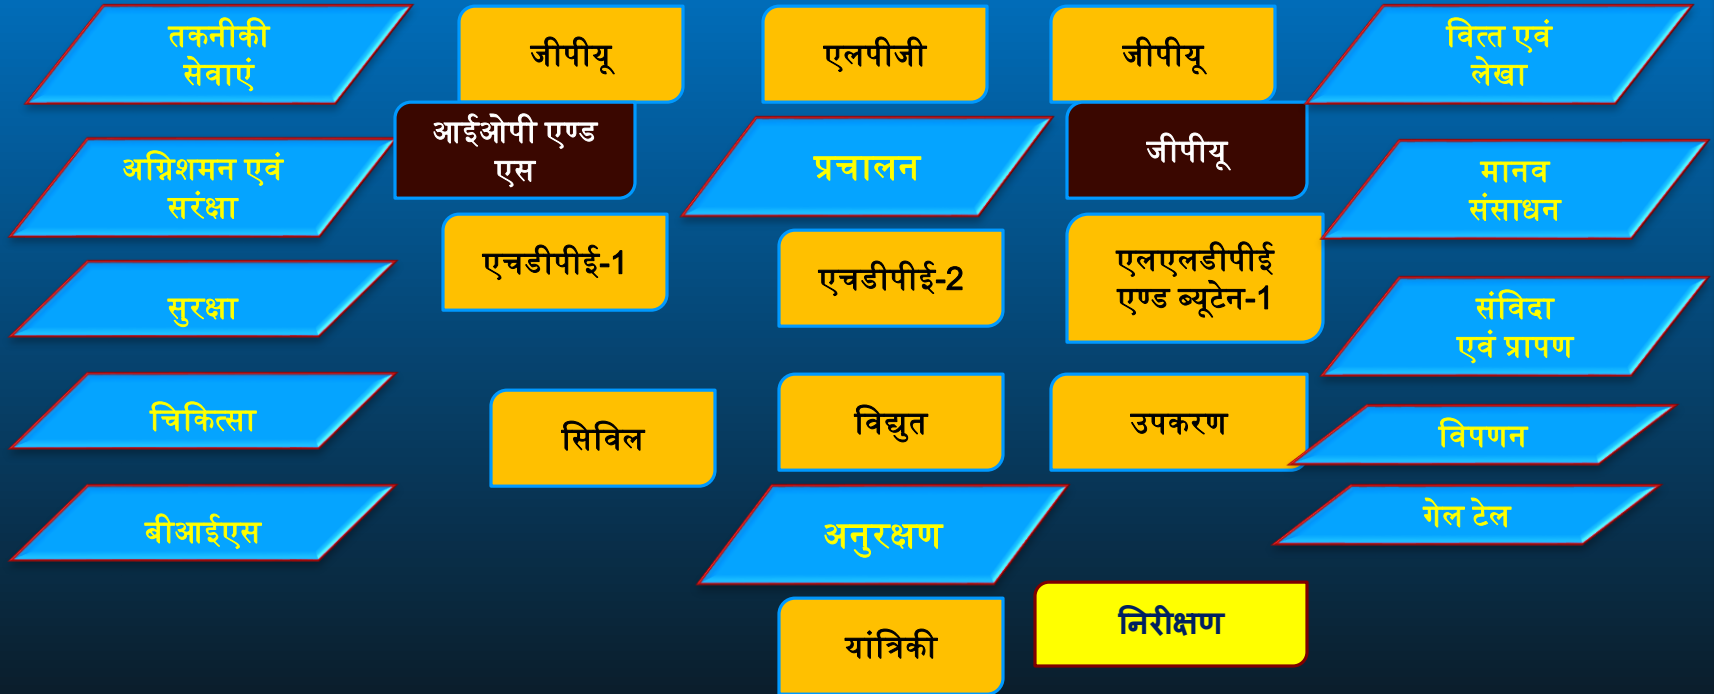 तकनीकी
सेवाएं
जीपीयू
एलपीजी
जीपीयू
वित्त एवं
लेखा
अग्निशमन एवं
सरंक्षा
आईओपी एण्ड
एस
प्रचालन
जीपीयू
मानव
संसाधन
एचडीपीई-1
एचडीपीई-2
एलएलडीपीई
एण्ड ब्यूटेन-1
सुरक्षा
संविदा
एवं प्रापण
चिकित्सा
सिविल
विद्युत
उपकरण
विपणन
बीआईएस
अनुरक्षण
गेल टेल
यांत्रिकी
निरीक्षण